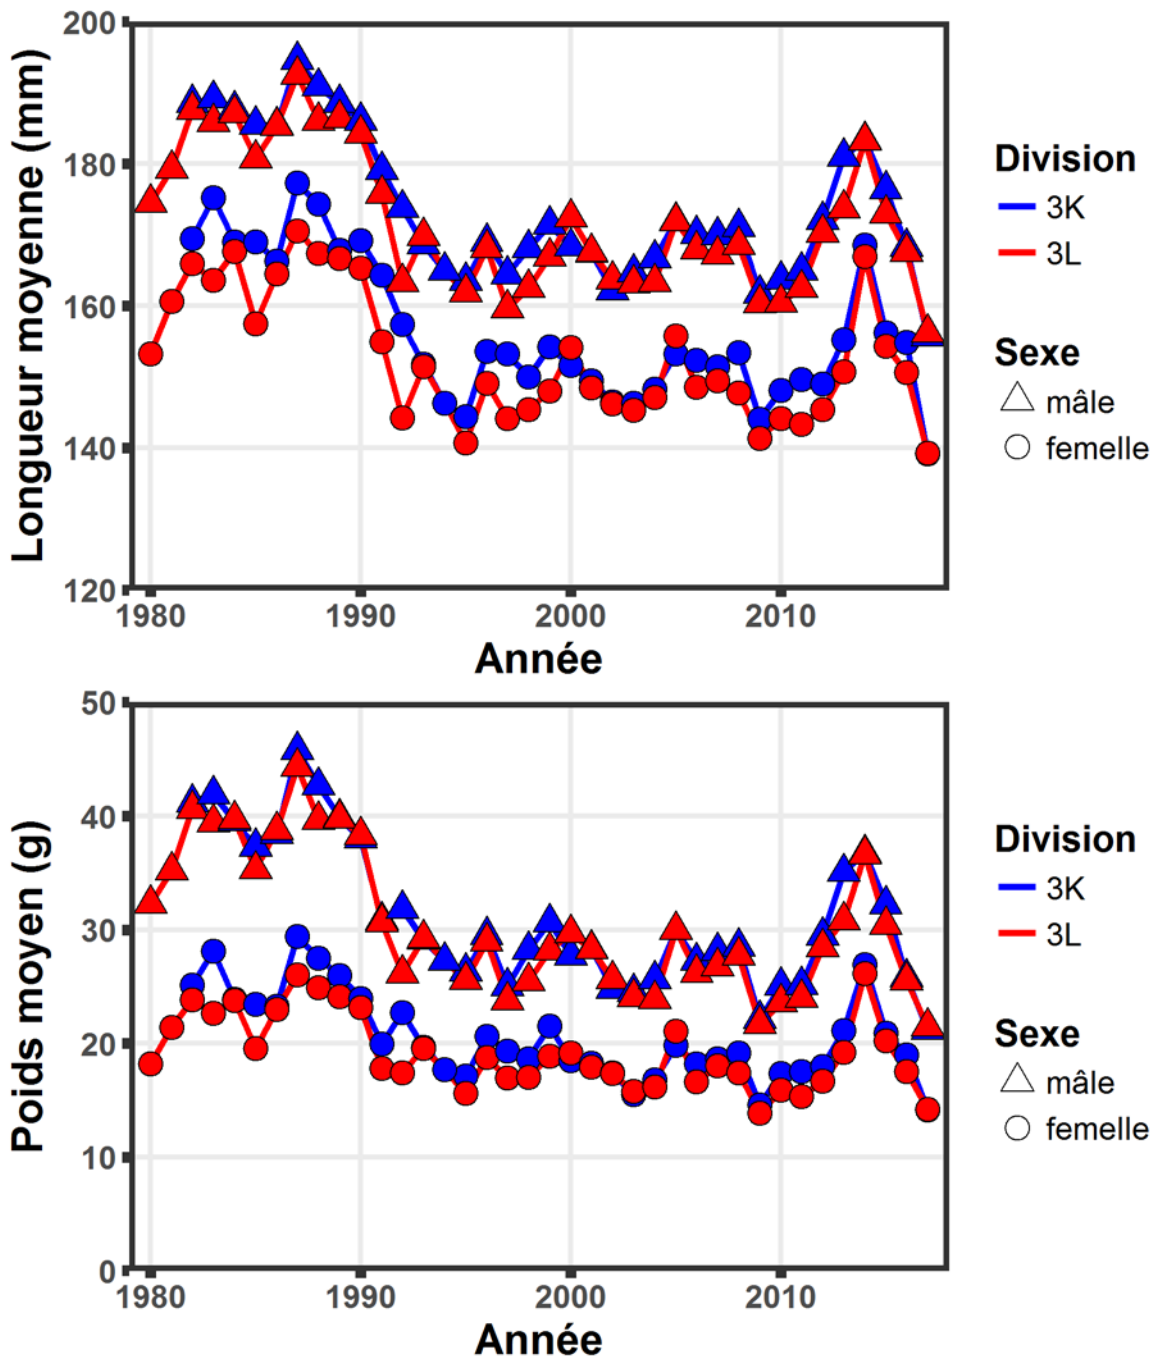 Longueur moyenne (mm)
200
180
160
140
120
1980
1990
2000
2010
Année
Division
3K
3L
Sexe
mâle
femelle
Poids moyen (g)
50
40
30
20
10
0
1980
1990
2000
2010
Année
Division
3K
3L
Sexe
mâle
femelle